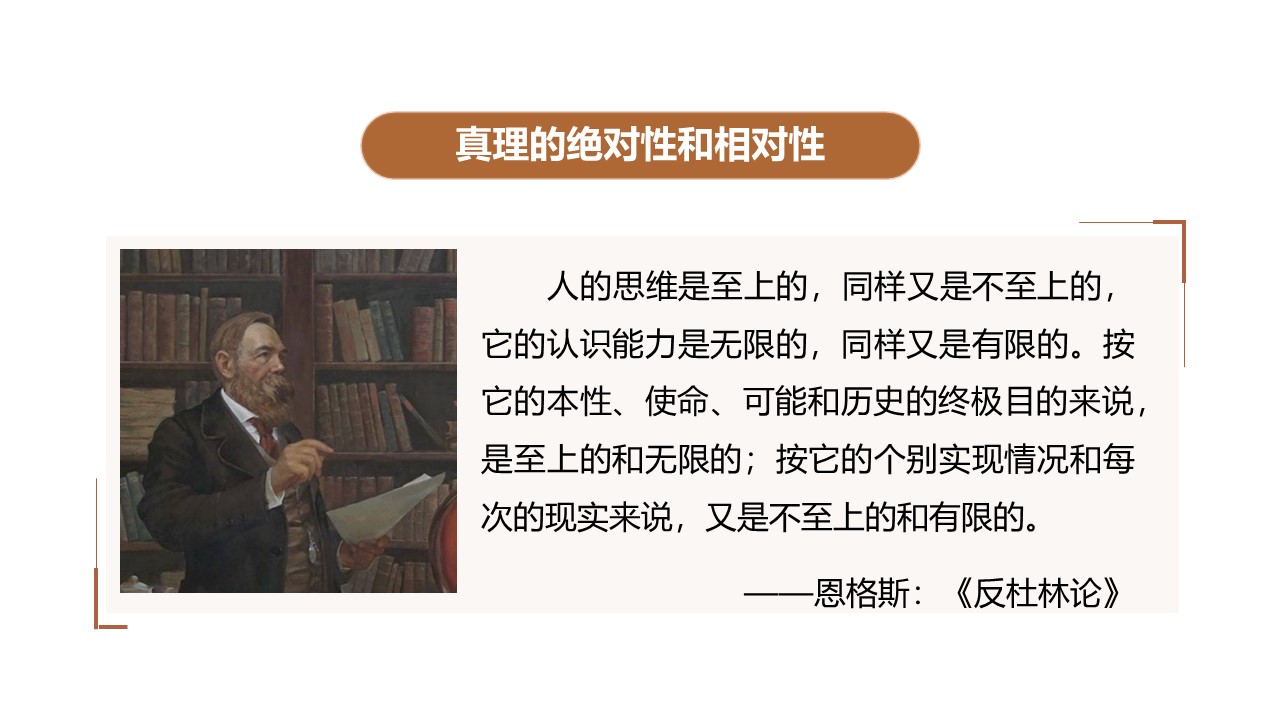 真理的绝对性和相对性
人的思维是至上的，同样又是不至上的，
它的认识能力是无限的，同样又是有限的。按
它的本性、使命、可能和历史的终极目的来说，
是至上的和无限的；按它的个别实现情况和每
次的现实来说，又是不至上的和有限的。
——恩格斯：《反杜林论》